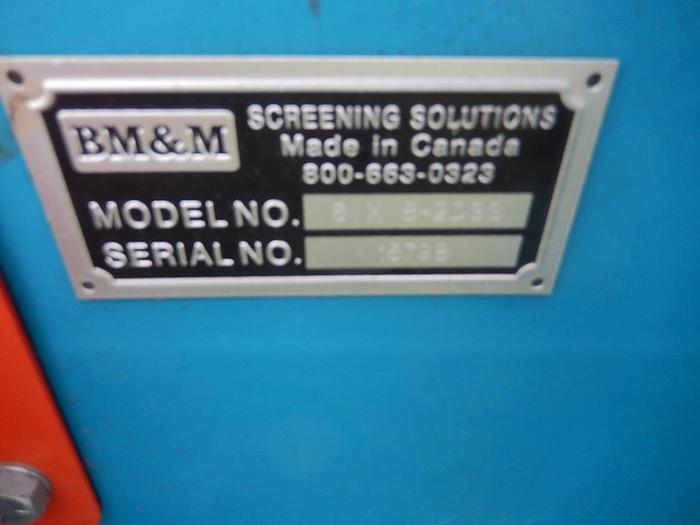 BM&M
SCREENING SOLUTIONS
Made in Canada
800-663-0323
MODEL NO.
SERIAL NO.